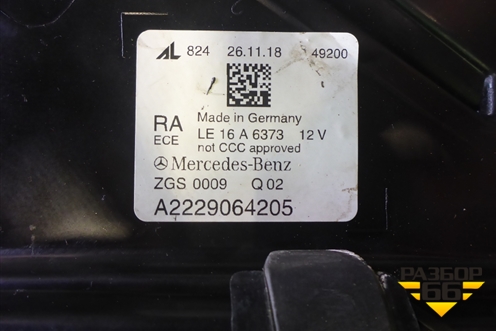 AL 824 26.11.18 49200
Made in Germany
RA LE 16 A 6373 12 V
ECE not CCC approved
Mercedes-Benz
ZGS 0009 Q 02
A2229064205
РАЗБОР
66